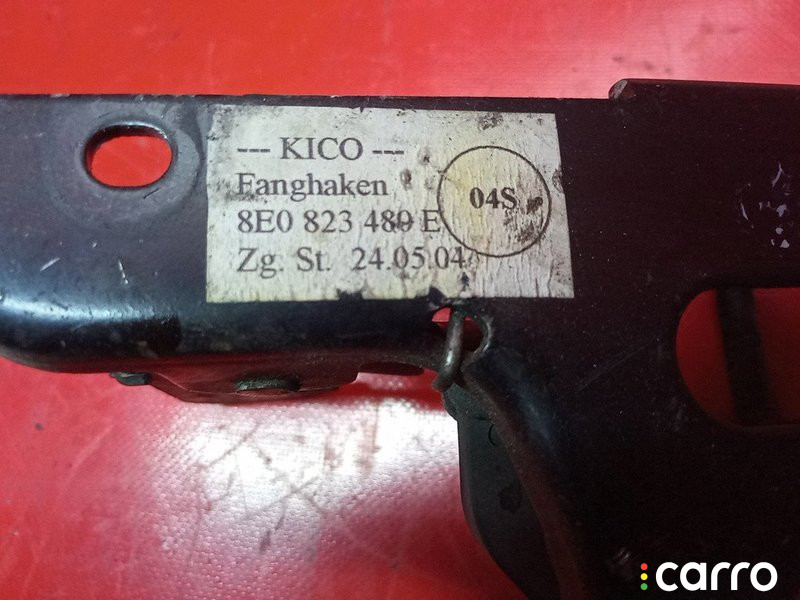 --- KICO ---
Fanghaken
8E0 823 480 E
04S
Zg. St. 24.05.04
carro